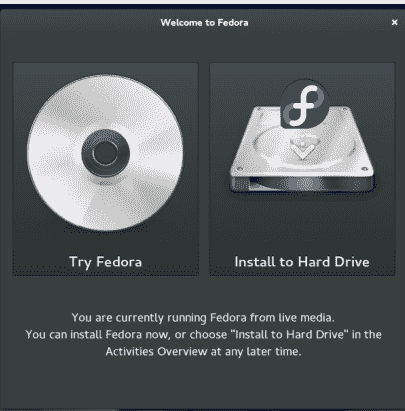 Welcome to Fedora
Try Fedora
Install to Hard Drive
You are currently running Fedora from live media.
You can install Fedora now, or choose "Install to Hard Drive" in the
Activities Overview at any later time.